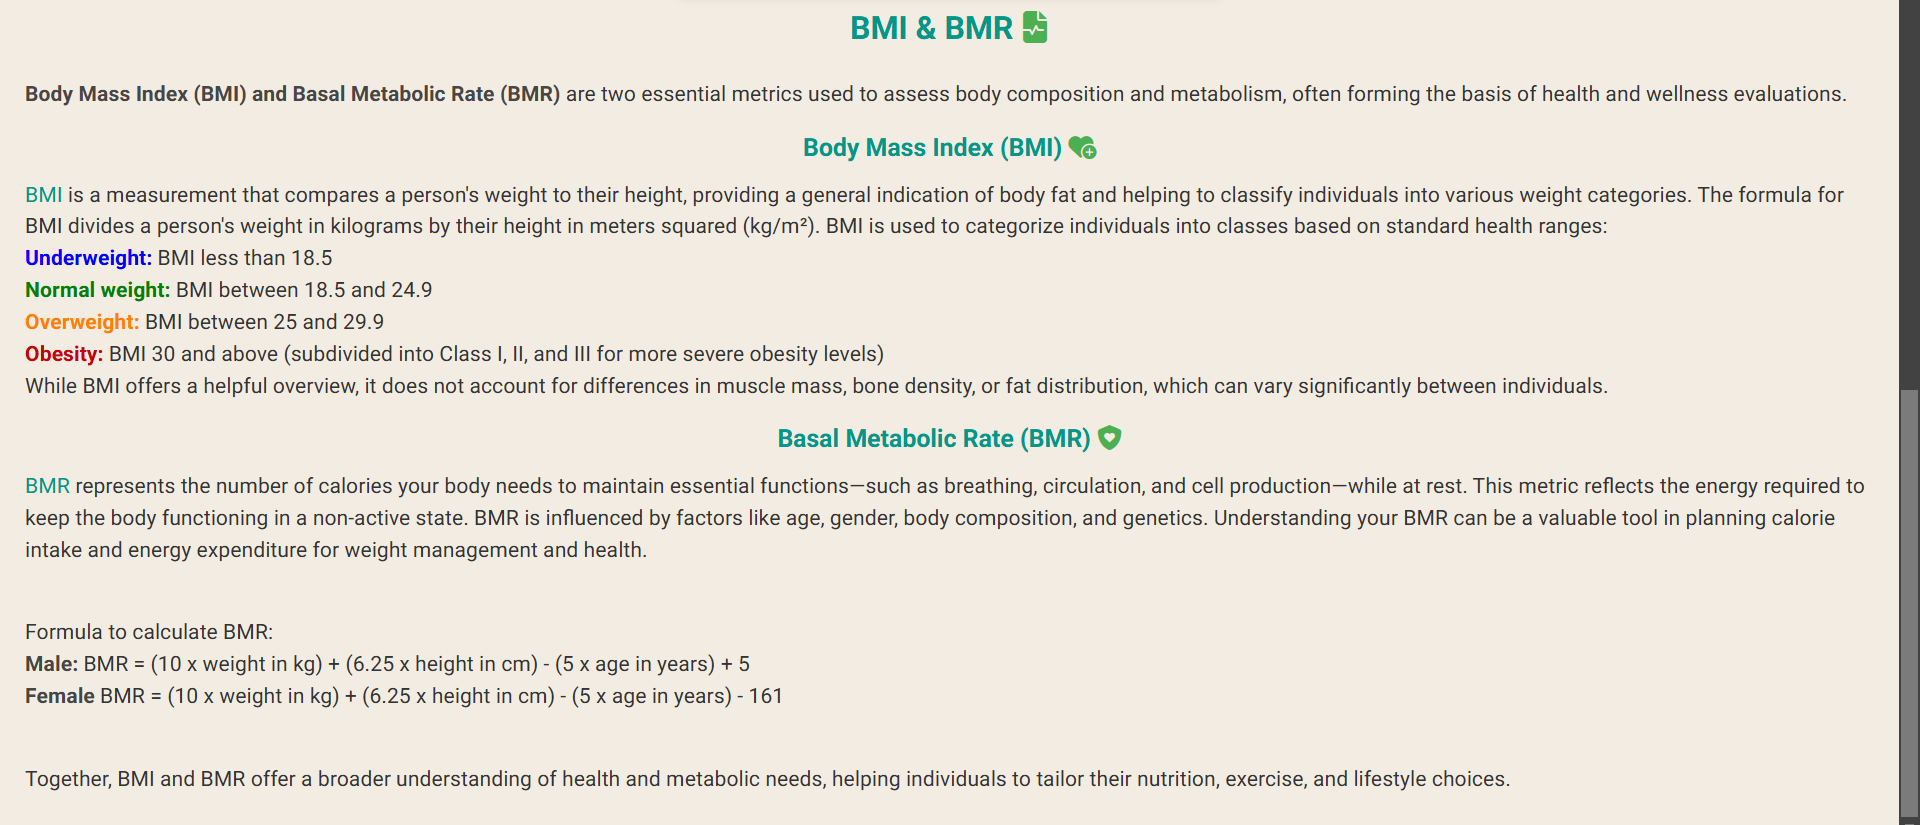 BMI & BMR
Body Mass Index (BMI) and Basal Metabolic Rate (BMR) are two essential metrics used to assess body composition and metabolism, often forming the basis of health and wellness evaluations.
Body Mass Index (BMI)
BMI is a measurement that compares a person's weight to their height, providing a general indication of body fat and helping to classify individuals into various weight categories. The formula for
BMI divides a person's weight in kilograms by their height in meters squared (kg/m²). BMI is used to categorize individuals into classes based on standard health ranges:
Underweight: BMI less than 18.5
Normal weight: BMI between 18.5 and 24.9
Overweight: BMI between 25 and 29.9
Obesity: BMI 30 and above (subdivided into Class I, II, and III for more severe obesity levels)
While BMI offers a helpful overview, it does not account for differences in muscle mass, bone density, or fat distribution, which can vary significantly between individuals.
Basal Metabolic Rate (BMR)
BMR represents the number of calories your body needs to maintain essential functions—such as breathing, circulation, and cell production—while at rest. This metric reflects the energy required to
keep the body functioning in a non-active state. BMR is influenced by factors like age, gender, body composition, and genetics. Understanding your BMR can be a valuable tool in planning calorie
intake and energy expenditure for weight management and health.
Formula to calculate BMR:
Male: BMR = (10 x weight in kg) + (6.25 x height in cm) - (5 x age in years) + 5
Female BMR = (10 x weight in kg) + (6.25 x height in cm) - (5 x age in years) - 161
Together, BMI and BMR offer a broader understanding of health and metabolic needs, helping individuals to tailor their nutrition, exercise, and lifestyle choices.